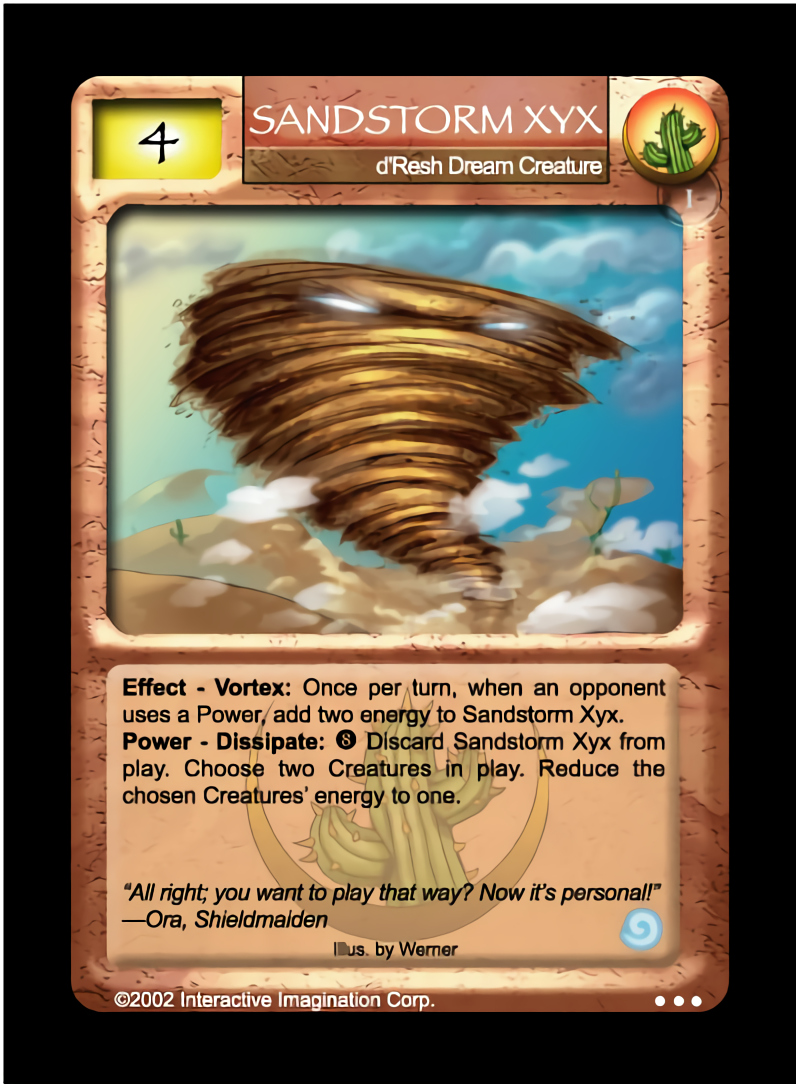 4
SANDSTORM XYX
d'Resh Dream Creature
I
Effect - Vortex: Once per turn, when an opponent
uses a Power, add two energy to Sandstorm Xyx.
Power - Dissipate: 8 Discard Sandstorm Xyx from
play. Choose two Creatures in play. Reduce the
chosen Creatures' energy to one.
"All right; you want to play that way? Now it's personal!"
—Ora, Shieldmaiden
Illus. by Werner
©2002 Interactive Imagination Corp.